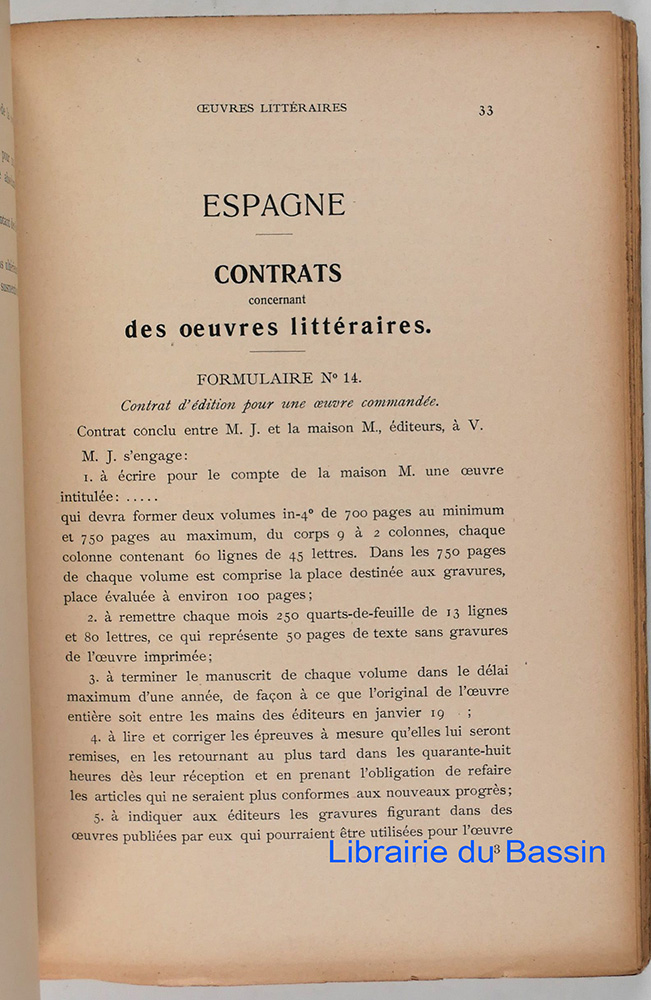 ŒUVRES LITTÉRAIRES 33
ESPAGNE
CONTRATS
concernant
des oeuvres littéraires.
FORMULAIRE Nº 14.
Contrat d'édition pour une œuvre commandée.
Contrat conclu entre M. J. et la maison M., éditeurs, à V.
M. J. s'engage:
1. à écrire pour le compte de la maison M. une œuvre
intitulée: .....
qui devra former deux volumes in-4º de 700 pages au minimum
et 750 pages au maximum, du corps 9 à 2 colonnes, chaque
colonne contenant 60 lignes de 45 lettres. Dans les 750 pages
de chaque volume est comprise la place destinée aux gravures,
place évaluée à environ 100 pages;
2. à remettre chaque mois 250 quarts-de-feuille de 13 lignes
et 80 lettres, ce qui représente 50 pages de texte sans gravures
de l'œuvre imprimée;
3. à terminer le manuscrit de chaque volume dans le délai
maximum d'une année, de façon à ce que l'original de l'œuvre
entière soit entre les mains des éditeurs en janvier 19 ;
4. à lire et corriger les épreuves à mesure qu'elles lui seront
remises, en les retournant au plus tard dans les quarante-huit
heures dès leur réception et en prenant l'obligation de refaire
les articles qui ne seraient plus conformes aux nouveaux progrès;
5. à indiquer aux éditeurs les gravures figurant dans des
œuvres publiées par eux qui pourraient être utilisées pour l'œuvre
3
Librairie du Bassin